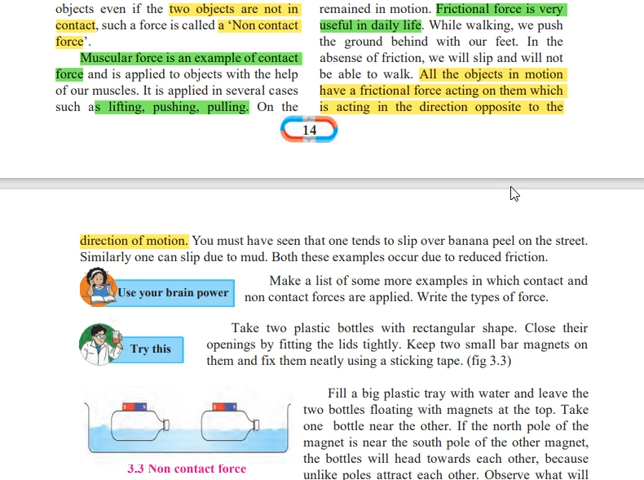 objects even if the two objects are not in
contact, such a force is called a ‘Non contact
force’.
Muscular force is an example of contact
force and is applied to objects with the help
of our muscles. It is applied in several cases
such as lifting, pushing, pulling. On the
remained in motion. Frictional force is very
useful in daily life. While walking, we push
the ground behind with our feet. In the
absense of friction, we will slip and will not
be able to walk. All the objects in motion
have a frictional force acting on them which
is acting in the direction opposite to the
14
direction of motion. You must have seen that one tends to slip over banana peel on the street.
Similarly one can slip due to mud. Both these examples occur due to reduced friction.
Use your brain power
Make a list of some more examples in which contact and
non contact forces are applied. Write the types of force.
Try this
Take two plastic bottles with rectangular shape. Close their
openings by fitting the lids tightly. Keep two small bar magnets on
them and fix them neatly using a sticking tape. (fig 3.3)
Fill a big plastic tray with water and leave the
two bottles floating with magnets at the top. Take
one bottle near the other. If the north pole of the
magnet is near the south pole of the other magnet,
the bottles will head towards each other, because
unlike poles attract each other. Observe what will
3.3 Non contact force